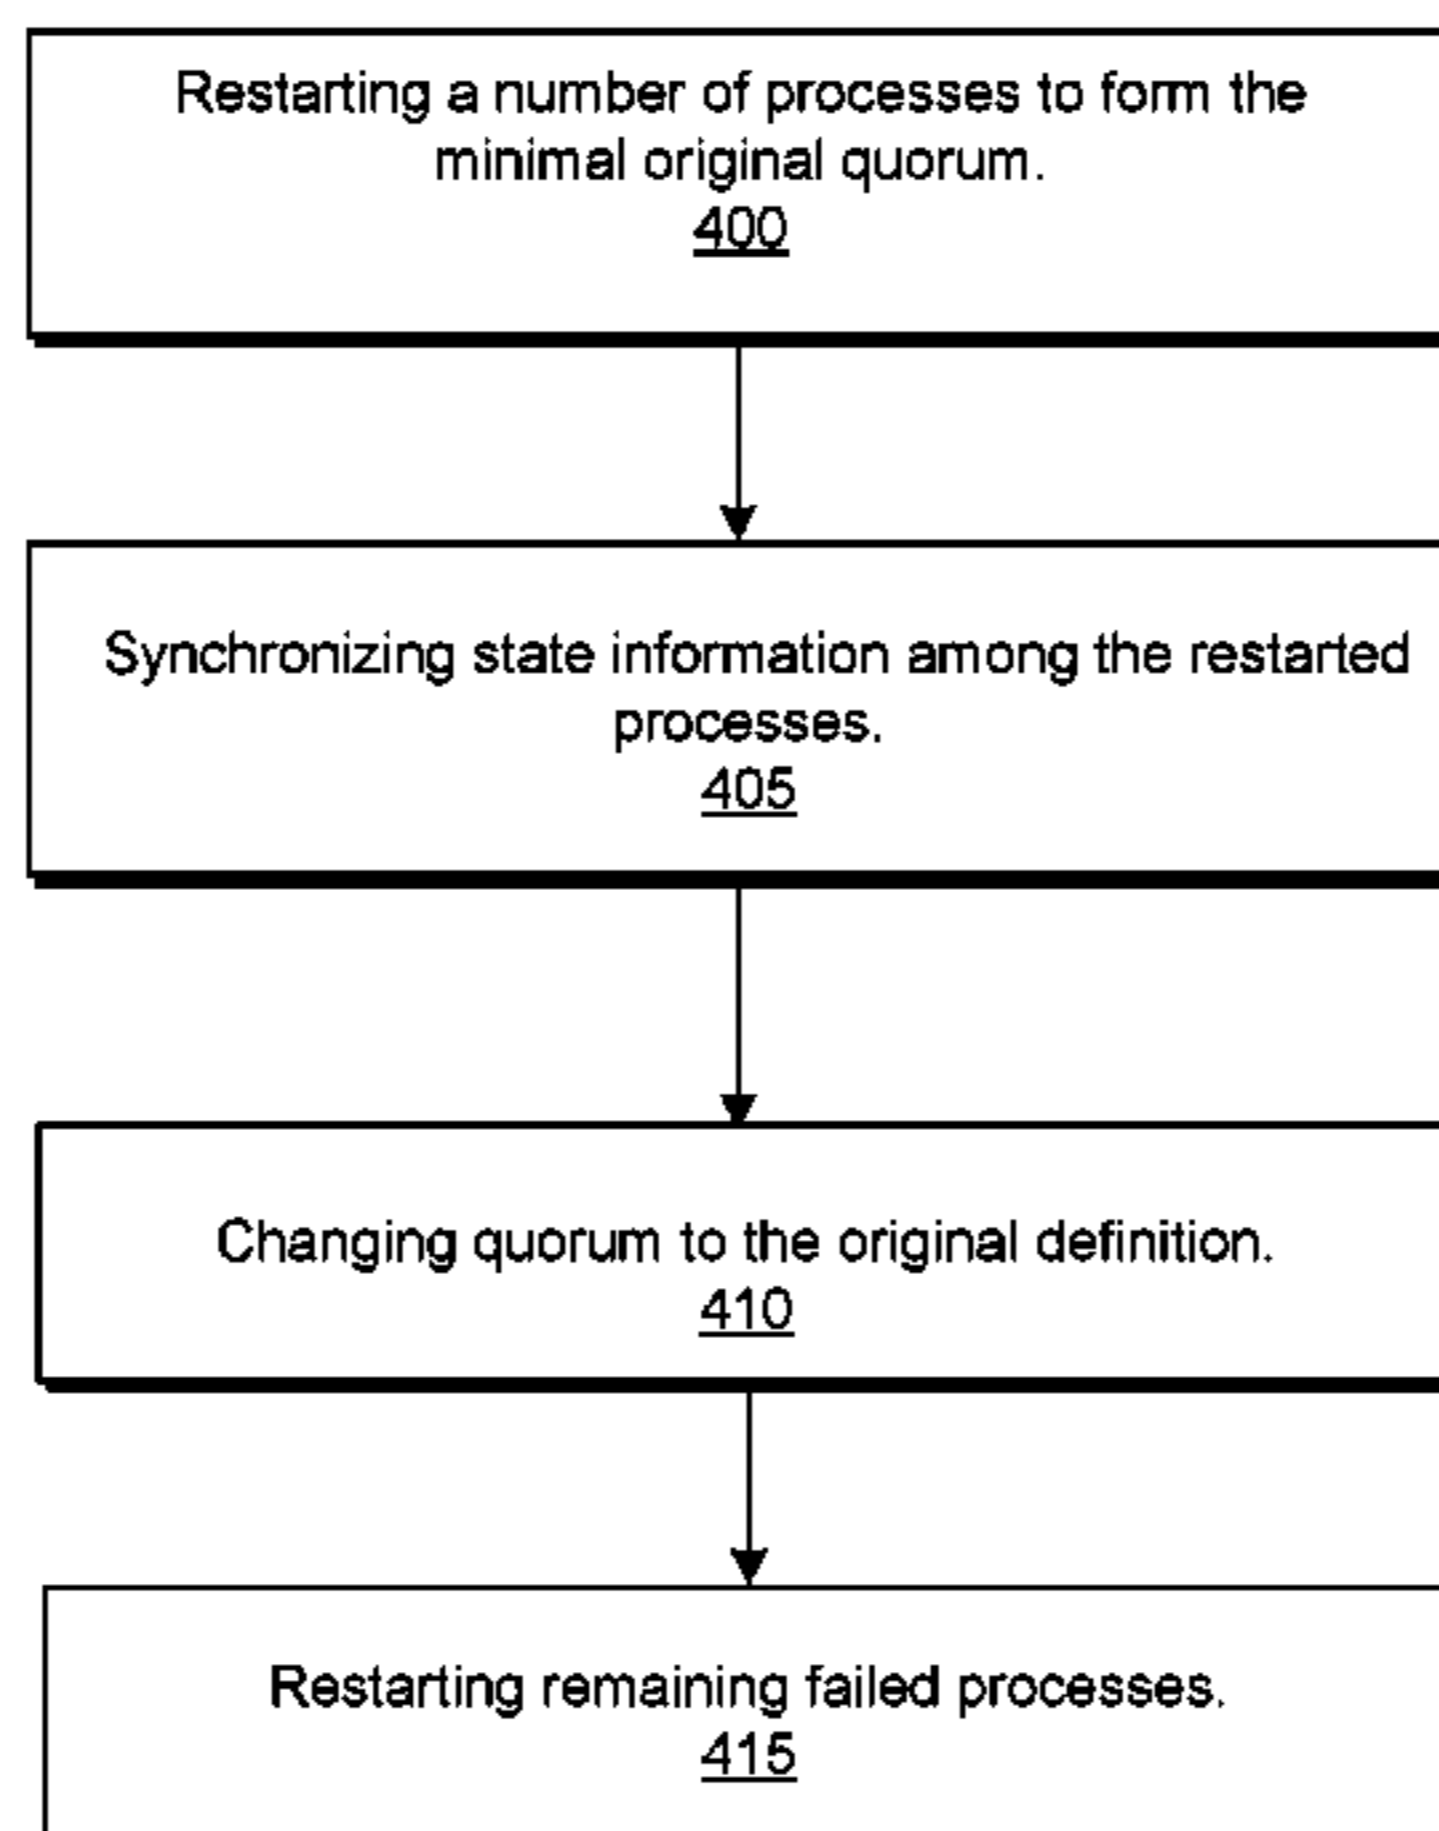 Restarting a number of processes to form the
minimal original quorum.
400
Synchronizing state information among the restarted
processes.
405
Changing quorum to the original definition.
410
Restarting remaining failed processes.
415